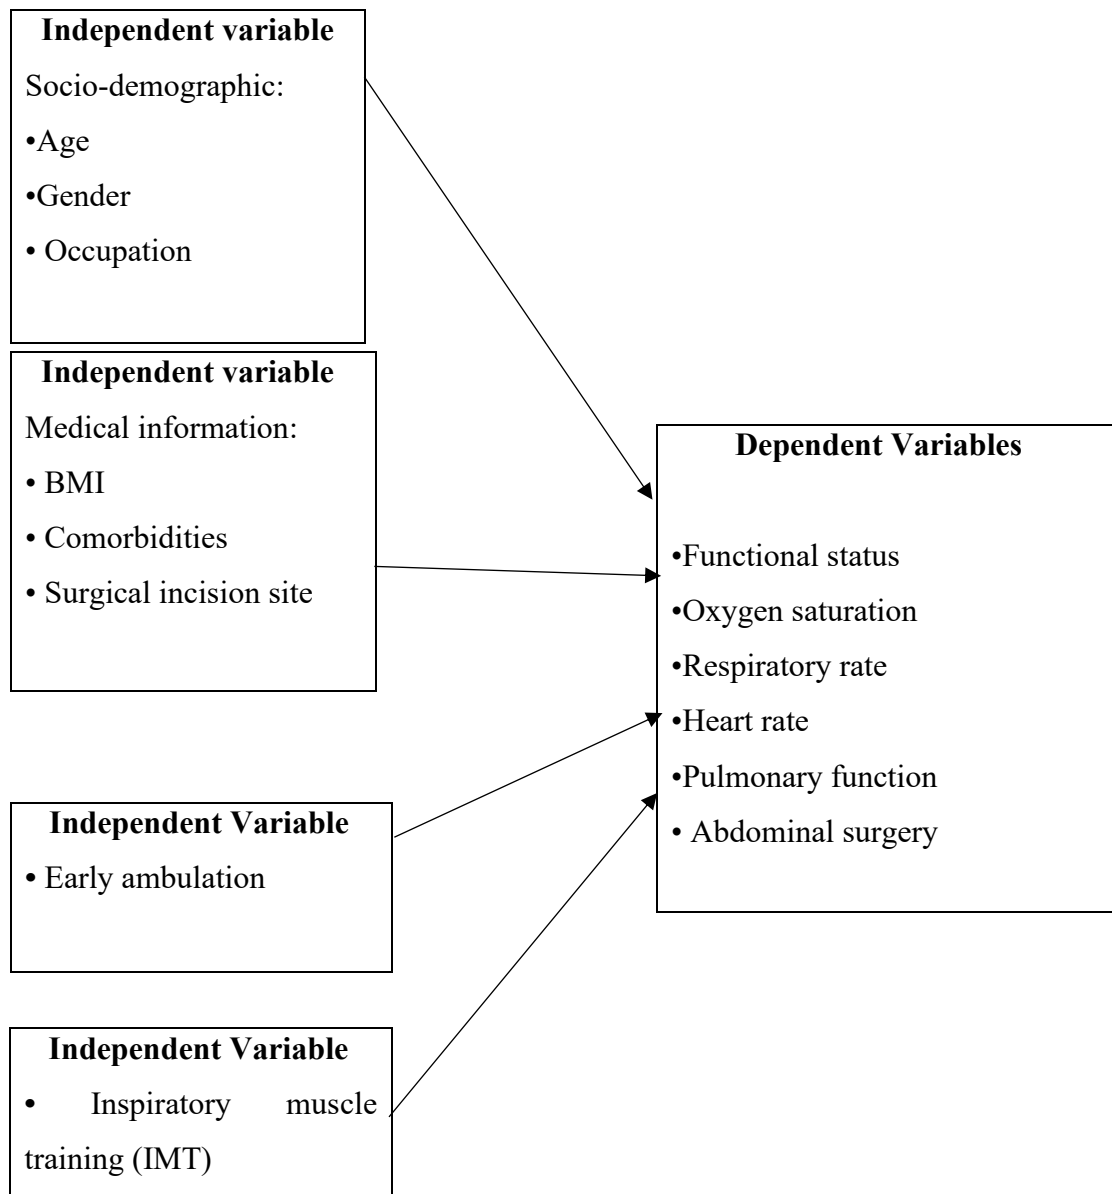 Independent variable
Socio-demographic:
•Age
•Gender
• Occupation
Independent variable
Medical information:
• BMI
• Comorbidities
• Surgical incision site
Independent Variable
• Early ambulation
Independent Variable
• Inspiratory muscle
training (IMT)
Dependent Variables
•Functional status
•Oxygen saturation
•Respiratory rate
•Heart rate
•Pulmonary function
• Abdominal surgery